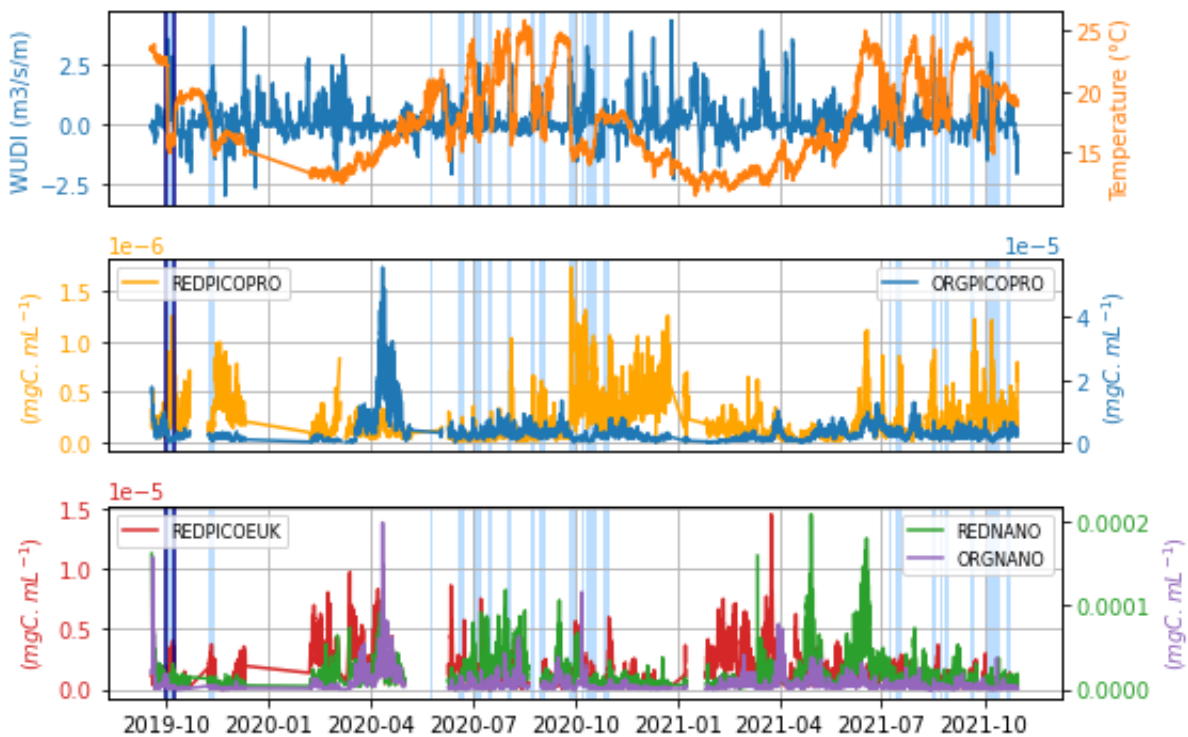 WUDI (m3/s/m)
2.5
0.0
−2.5
25
20
15
Temperature (°C)
1e−6
1e−5
REDPICOPRO
ORGPICOPRO
(mgC. mL⁻¹)
1.5
1.0
0.5
0.0
4
2
0
(mgC. mL⁻¹)
1e−5
REDPICOEUK
REDNANO
ORGNANO
(mgC. mL⁻¹)
1.5
1.0
0.5
0.0
0.0002
0.0001
0.0000
(mgC. mL⁻¹)
2019-10 2020-01 2020-04 2020-07 2020-10 2021-01 2021-04 2021-07 2021-10